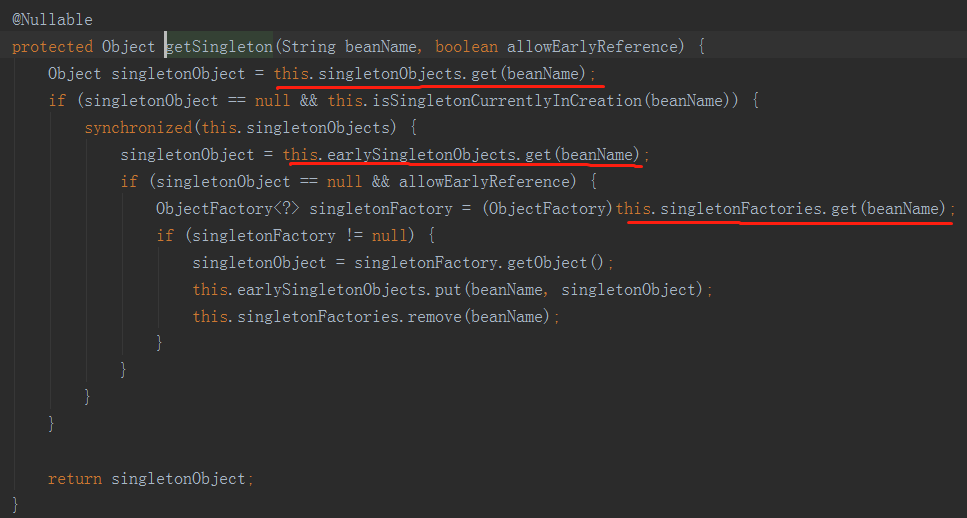 @Nullable
protected Object getSingleton(String beanName, boolean allowEarlyReference) {
    Object singletonObject = this.singletonObjects.get(beanName);
    if (singletonObject == null && this.isSingletonCurrentlyInCreation(beanName)) {
        synchronized(this.singletonObjects) {
            singletonObject = this.earlySingletonObjects.get(beanName);
            if (singletonObject == null && allowEarlyReference) {
                ObjectFactory<?> singletonFactory = (ObjectFactory)this.singletonFactories.get(beanName);
                if (singletonFactory != null) {
                    singletonObject = singletonFactory.getObject();
                    this.earlySingletonObjects.put(beanName, singletonObject);
                    this.singletonFactories.remove(beanName);
                }
            }
        }
    }

    return singletonObject;
}